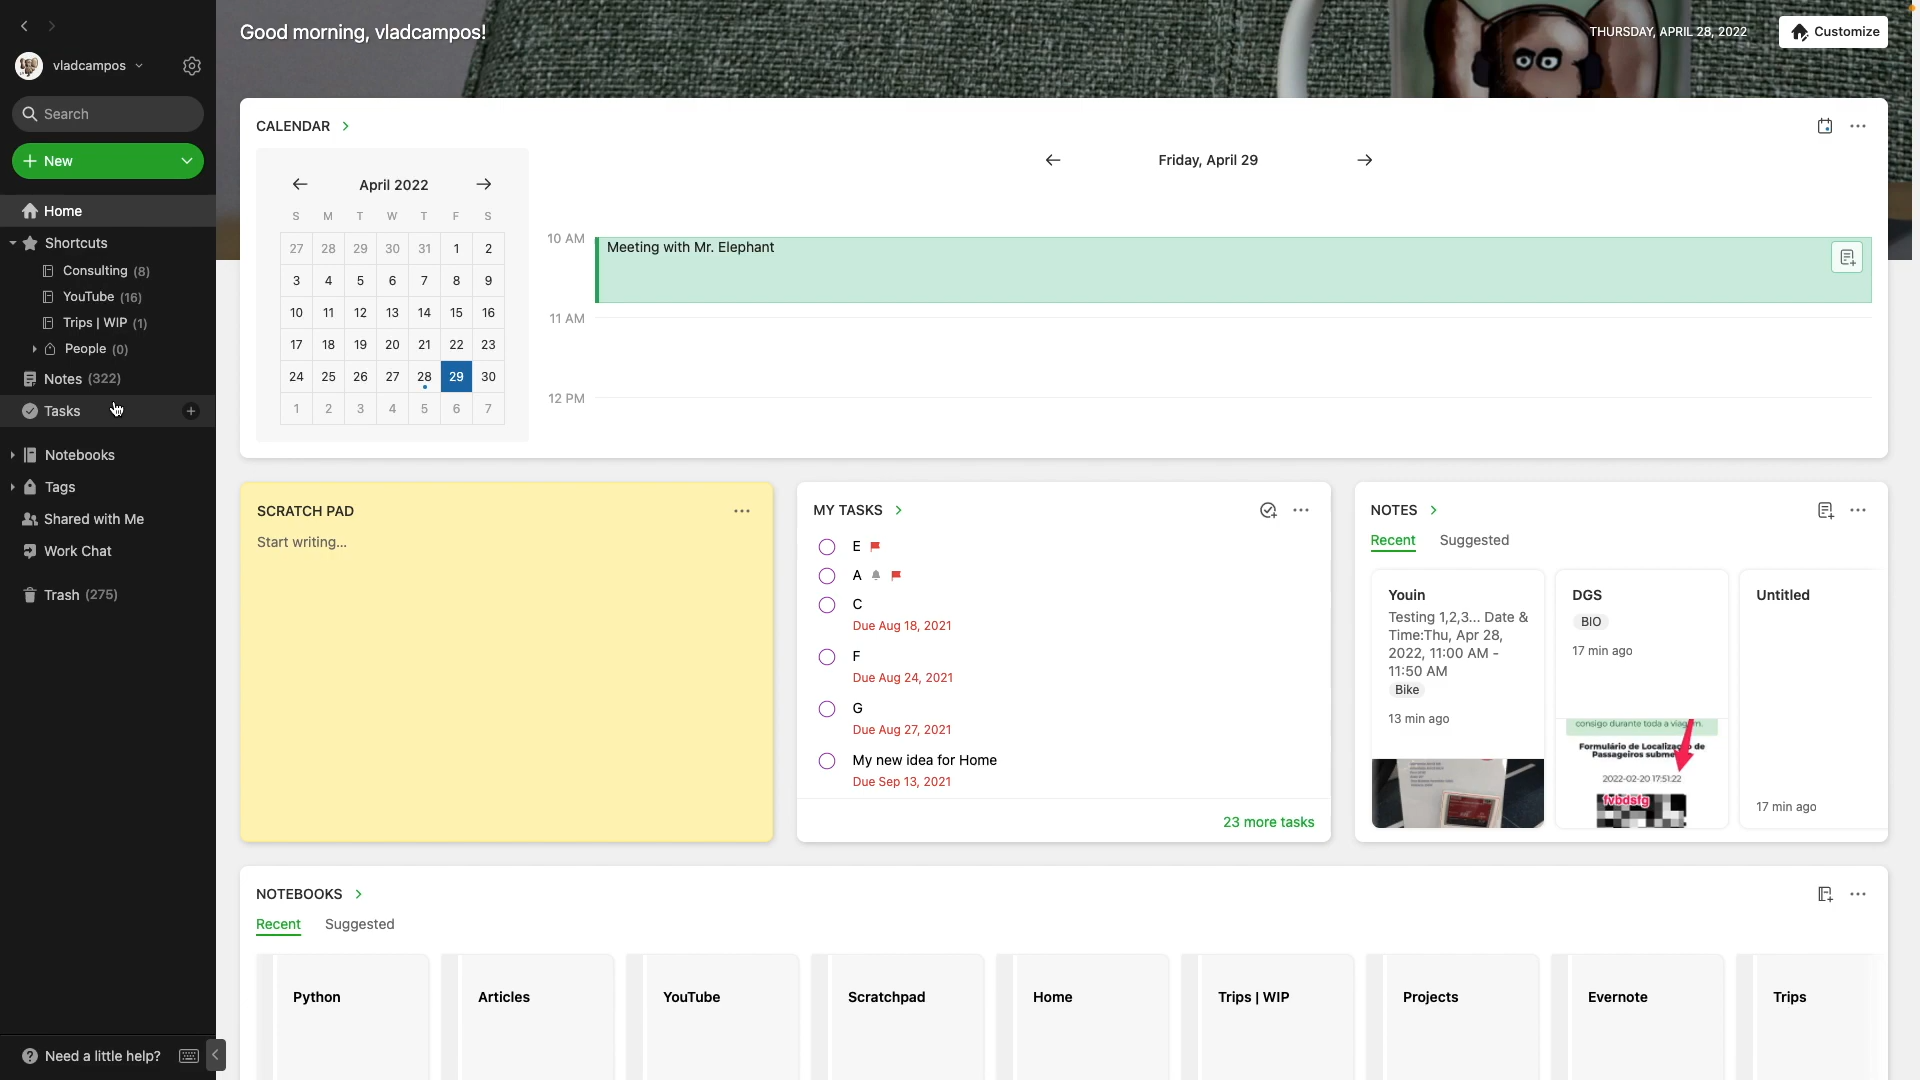 Good morning, vladcampos!
THURSDAY, APRIL 28, 2022
Customize
vladcampos
Search
New
Home
Shortcuts
Consulting (8)
YouTube (16)
Trips | WIP (1)
People (0)
Notes (322)
Tasks
Notebooks
Tags
Shared with Me
Work Chat
Trash (275)
Need a little help?
CALENDAR
April 2022
S M T W T F S
27 28 29 30 31 1 2
3 4 5 6 7 8 9
10 11 12 13 14 15 16
17 18 19 20 21 22 23
24 25 26 27 28 29 30
1 2 3 4 5 6 7
Friday, April 29
10 AM
Meeting with Mr. Elephant
11 AM
12 PM
SCRATCH PAD
Start writing...
MY TASKS
E
A
C
Due Aug 18, 2021
F
Due Aug 24, 2021
G
Due Aug 27, 2021
My new idea for Home
Due Sep 13, 2021
23 more tasks
NOTES
Recent Suggested
Youin
Testing 1,2,3... Date &
Time:Thu, Apr 28,
2022, 11:00 AM -
11:50 AM
Bike
13 min ago
DGS
BIO
17 min ago
consigo durante toda a viagem.
Formulário de Localização de
Passageiros subme
2022-02-20 17:51:22
fvbdsfg
Untitled
17 min ago
NOTEBOOKS
Recent Suggested
Python
Articles
YouTube
Scratchpad
Home
Trips | WIP
Projects
Evernote
Trips